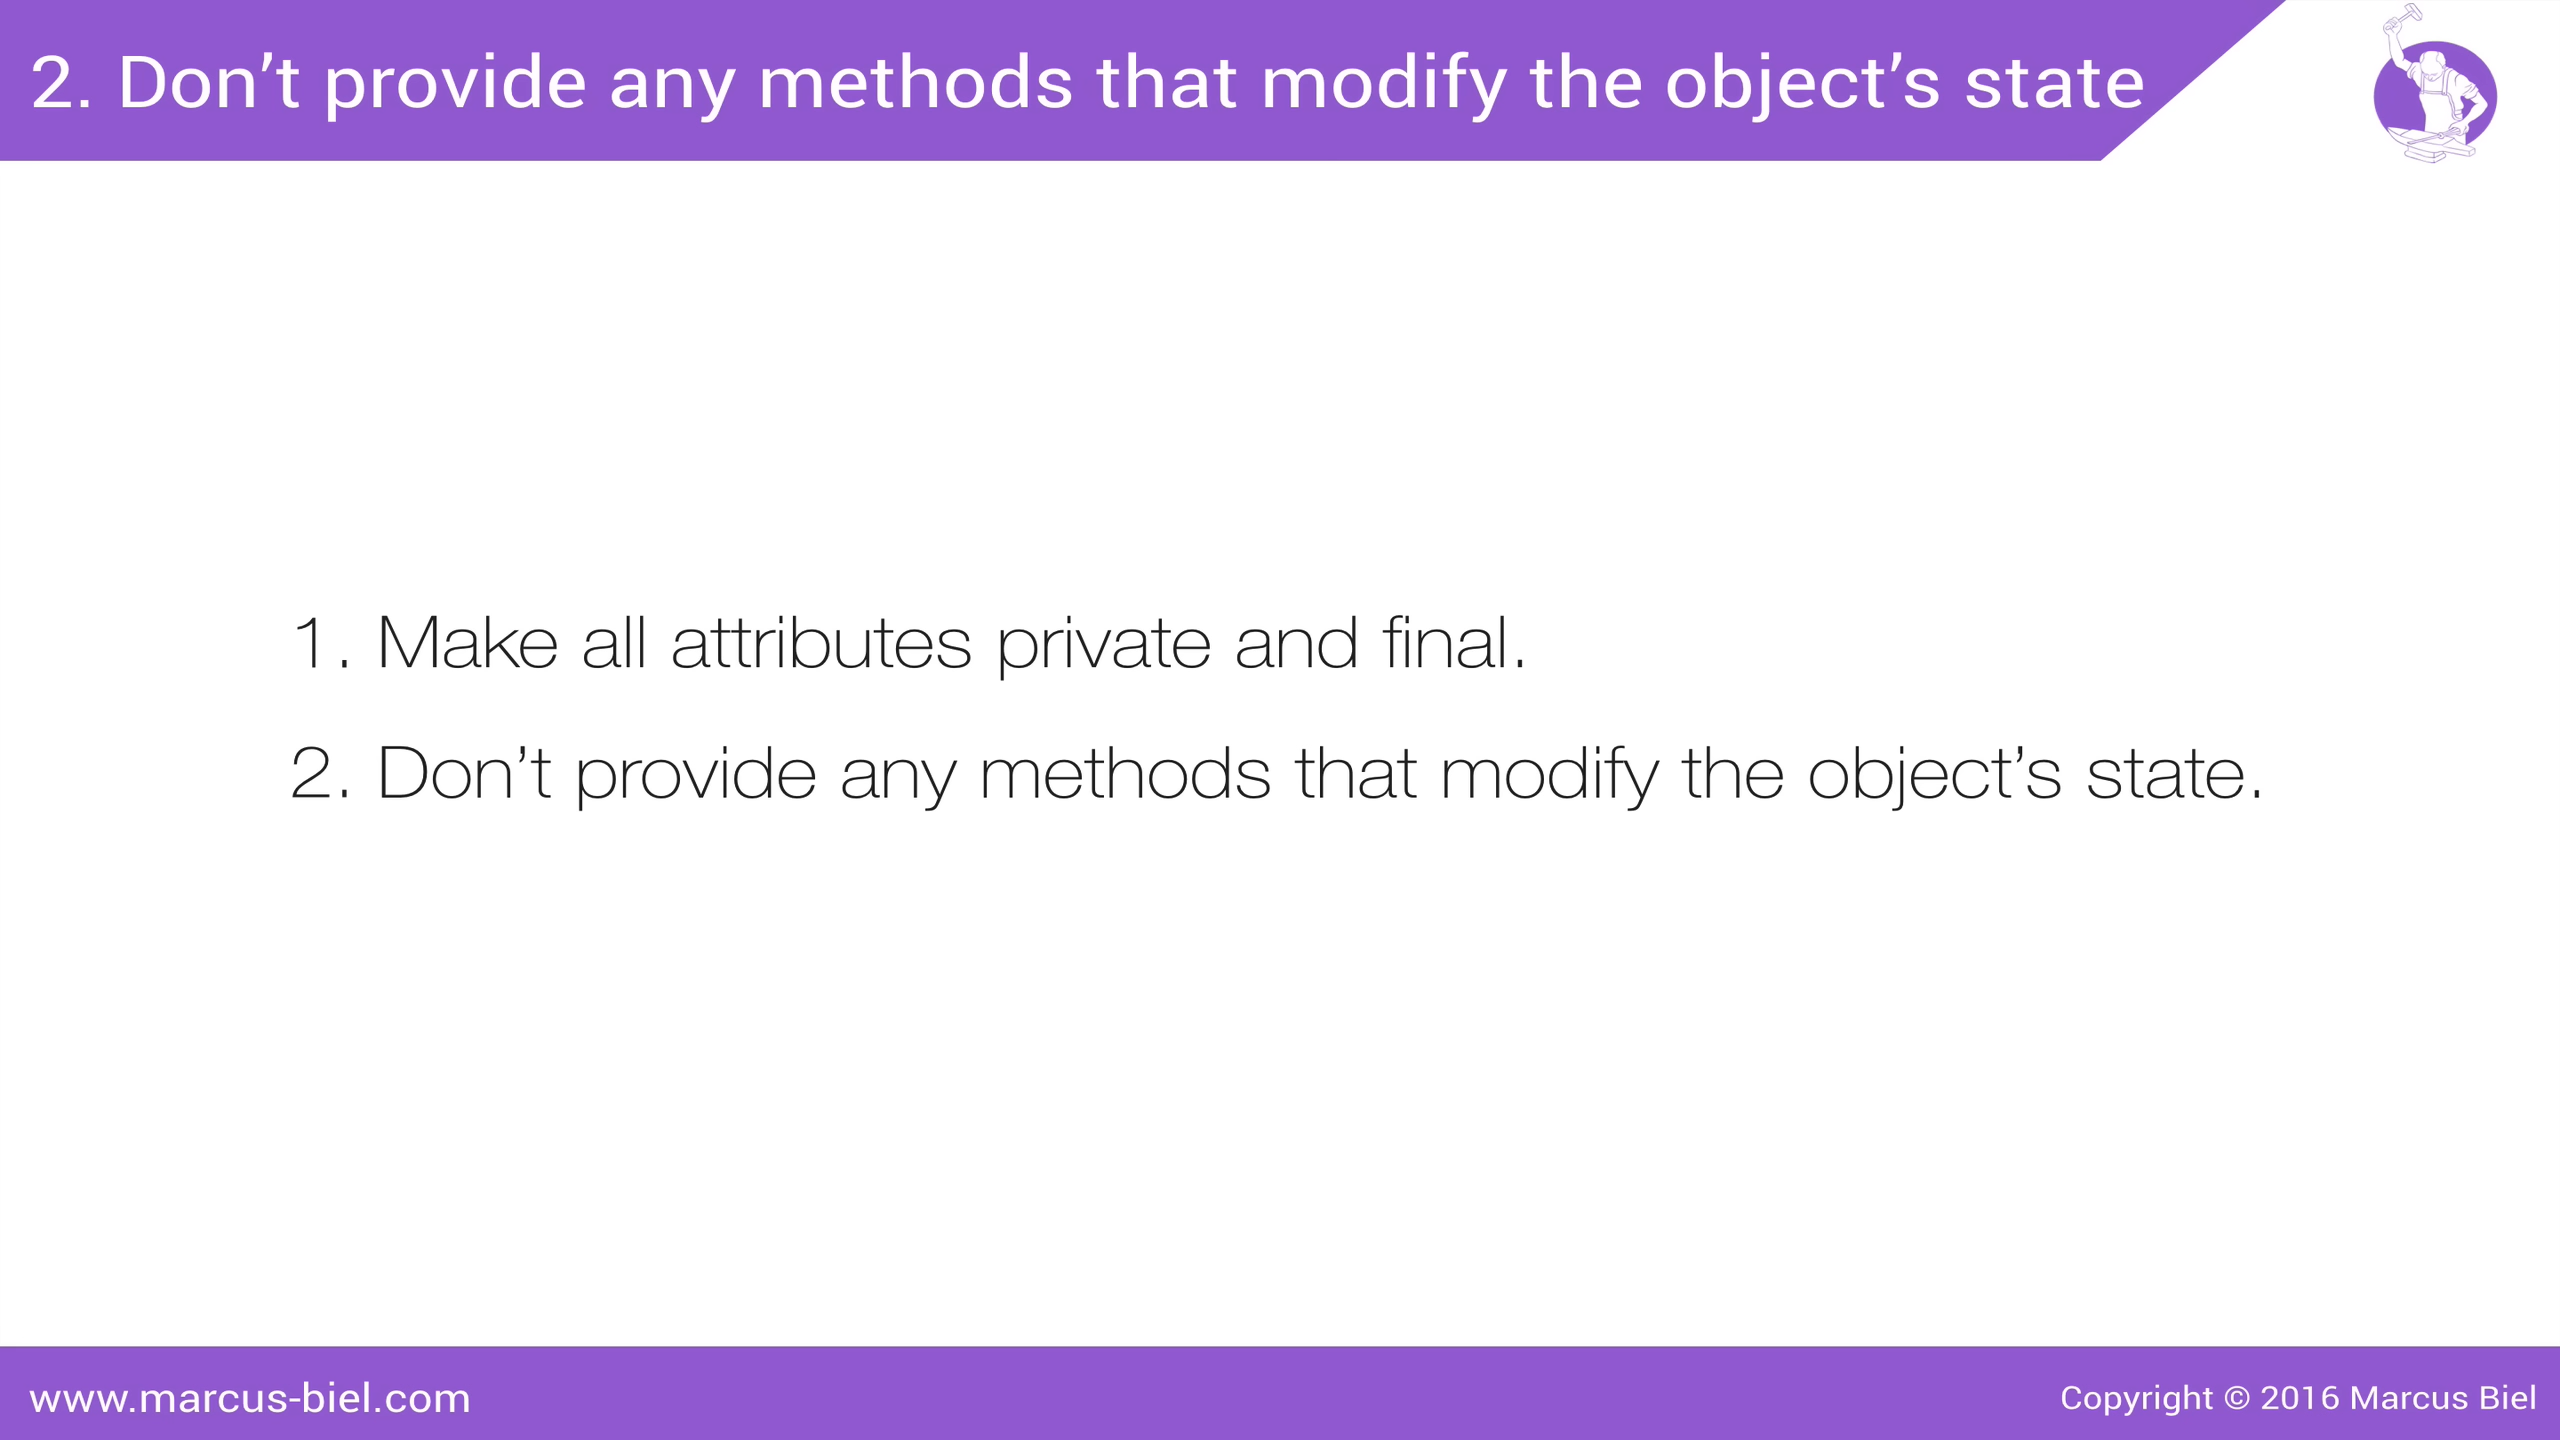 2. Don’t provide any methods that modify the object’s state
1. Make all attributes private and final.
2. Don’t provide any methods that modify the object’s state.
www.marcus-biel.com
Copyright © 2016 Marcus Biel